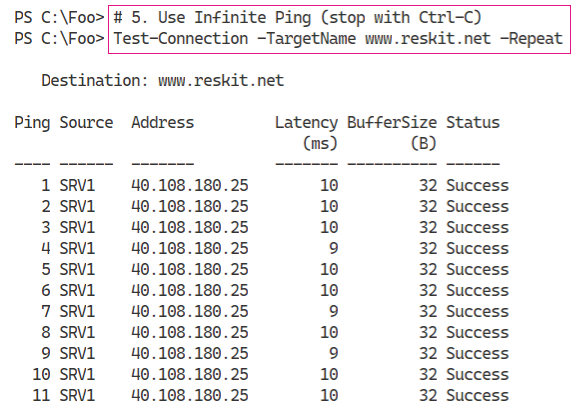 PS C:\Foo> # 5. Use Infinite Ping (stop with Ctrl-C)
PS C:\Foo> Test-Connection -TargetName www.reskit.net -Repeat
Destination: www.reskit.net
Ping Source Address Latency BufferSize Status
(ms) (B)
---- ------ ------- ------- ---------- ------
1 SRV1 40.108.180.25 10 32 Success
2 SRV1 40.108.180.25 10 32 Success
3 SRV1 40.108.180.25 10 32 Success
4 SRV1 40.108.180.25 9 32 Success
5 SRV1 40.108.180.25 10 32 Success
6 SRV1 40.108.180.25 10 32 Success
7 SRV1 40.108.180.25 9 32 Success
8 SRV1 40.108.180.25 10 32 Success
9 SRV1 40.108.180.25 9 32 Success
10 SRV1 40.108.180.25 10 32 Success
11 SRV1 40.108.180.25 10 32 Success